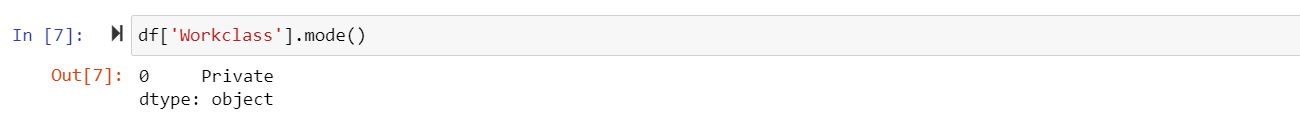 In [7]: df['Workclass'].mode()
Out[7]: 0     Private
dtype: object